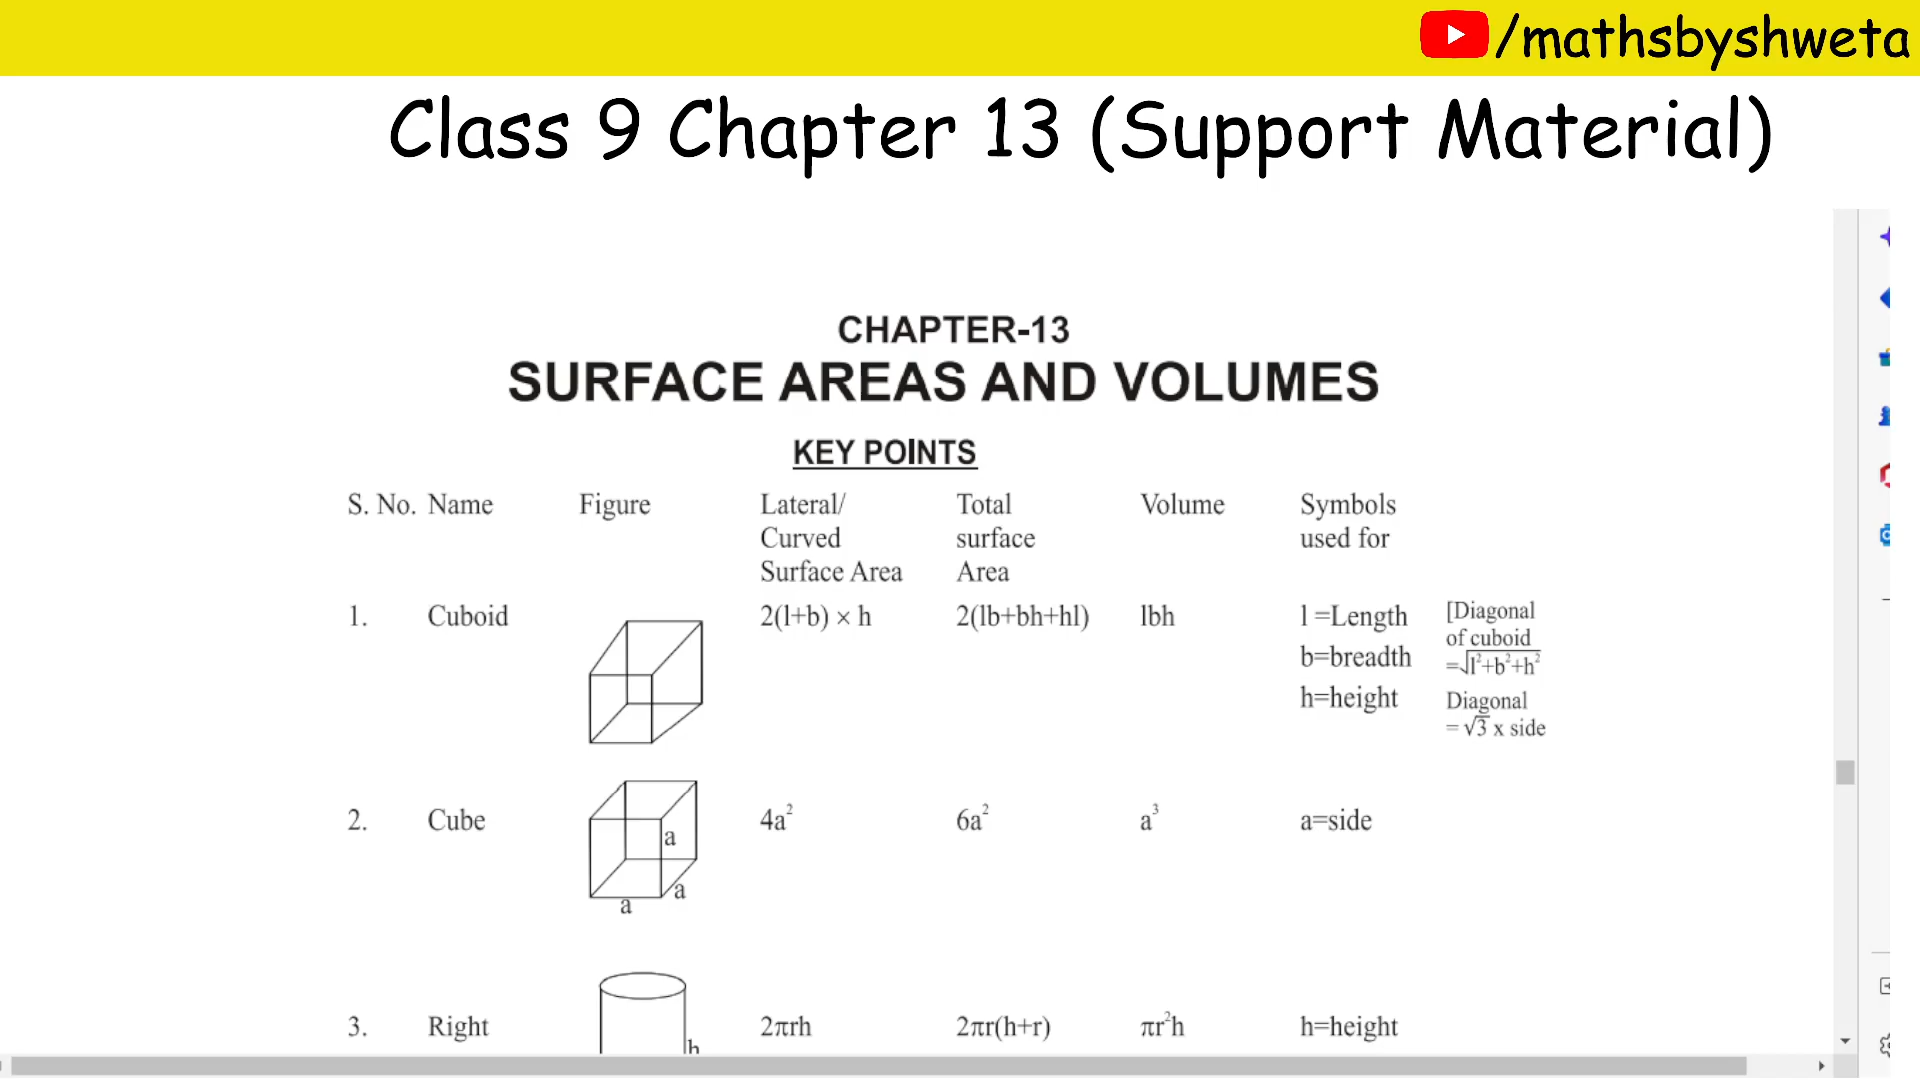 /mathsbyshweta
Class 9 Chapter 13 (Support Material)
CHAPTER-13
SURFACE AREAS AND VOLUMES
KEY POINTS
S. No. Name Figure Lateral/ Total Volume Symbols
Curved surface used for
Surface Area Area
1. Cuboid 2(l+b) × h 2(lb+bh+hl) lbh l =Length [Diagonal
of cuboid
b=breadth =√l²+b²+h²
h=height Diagonal
= √3 x side
2. Cube 4a² 6a² a³ a=side
a
a
a
3. Right 2πrh 2πr(h+r) πr²h h=height
h